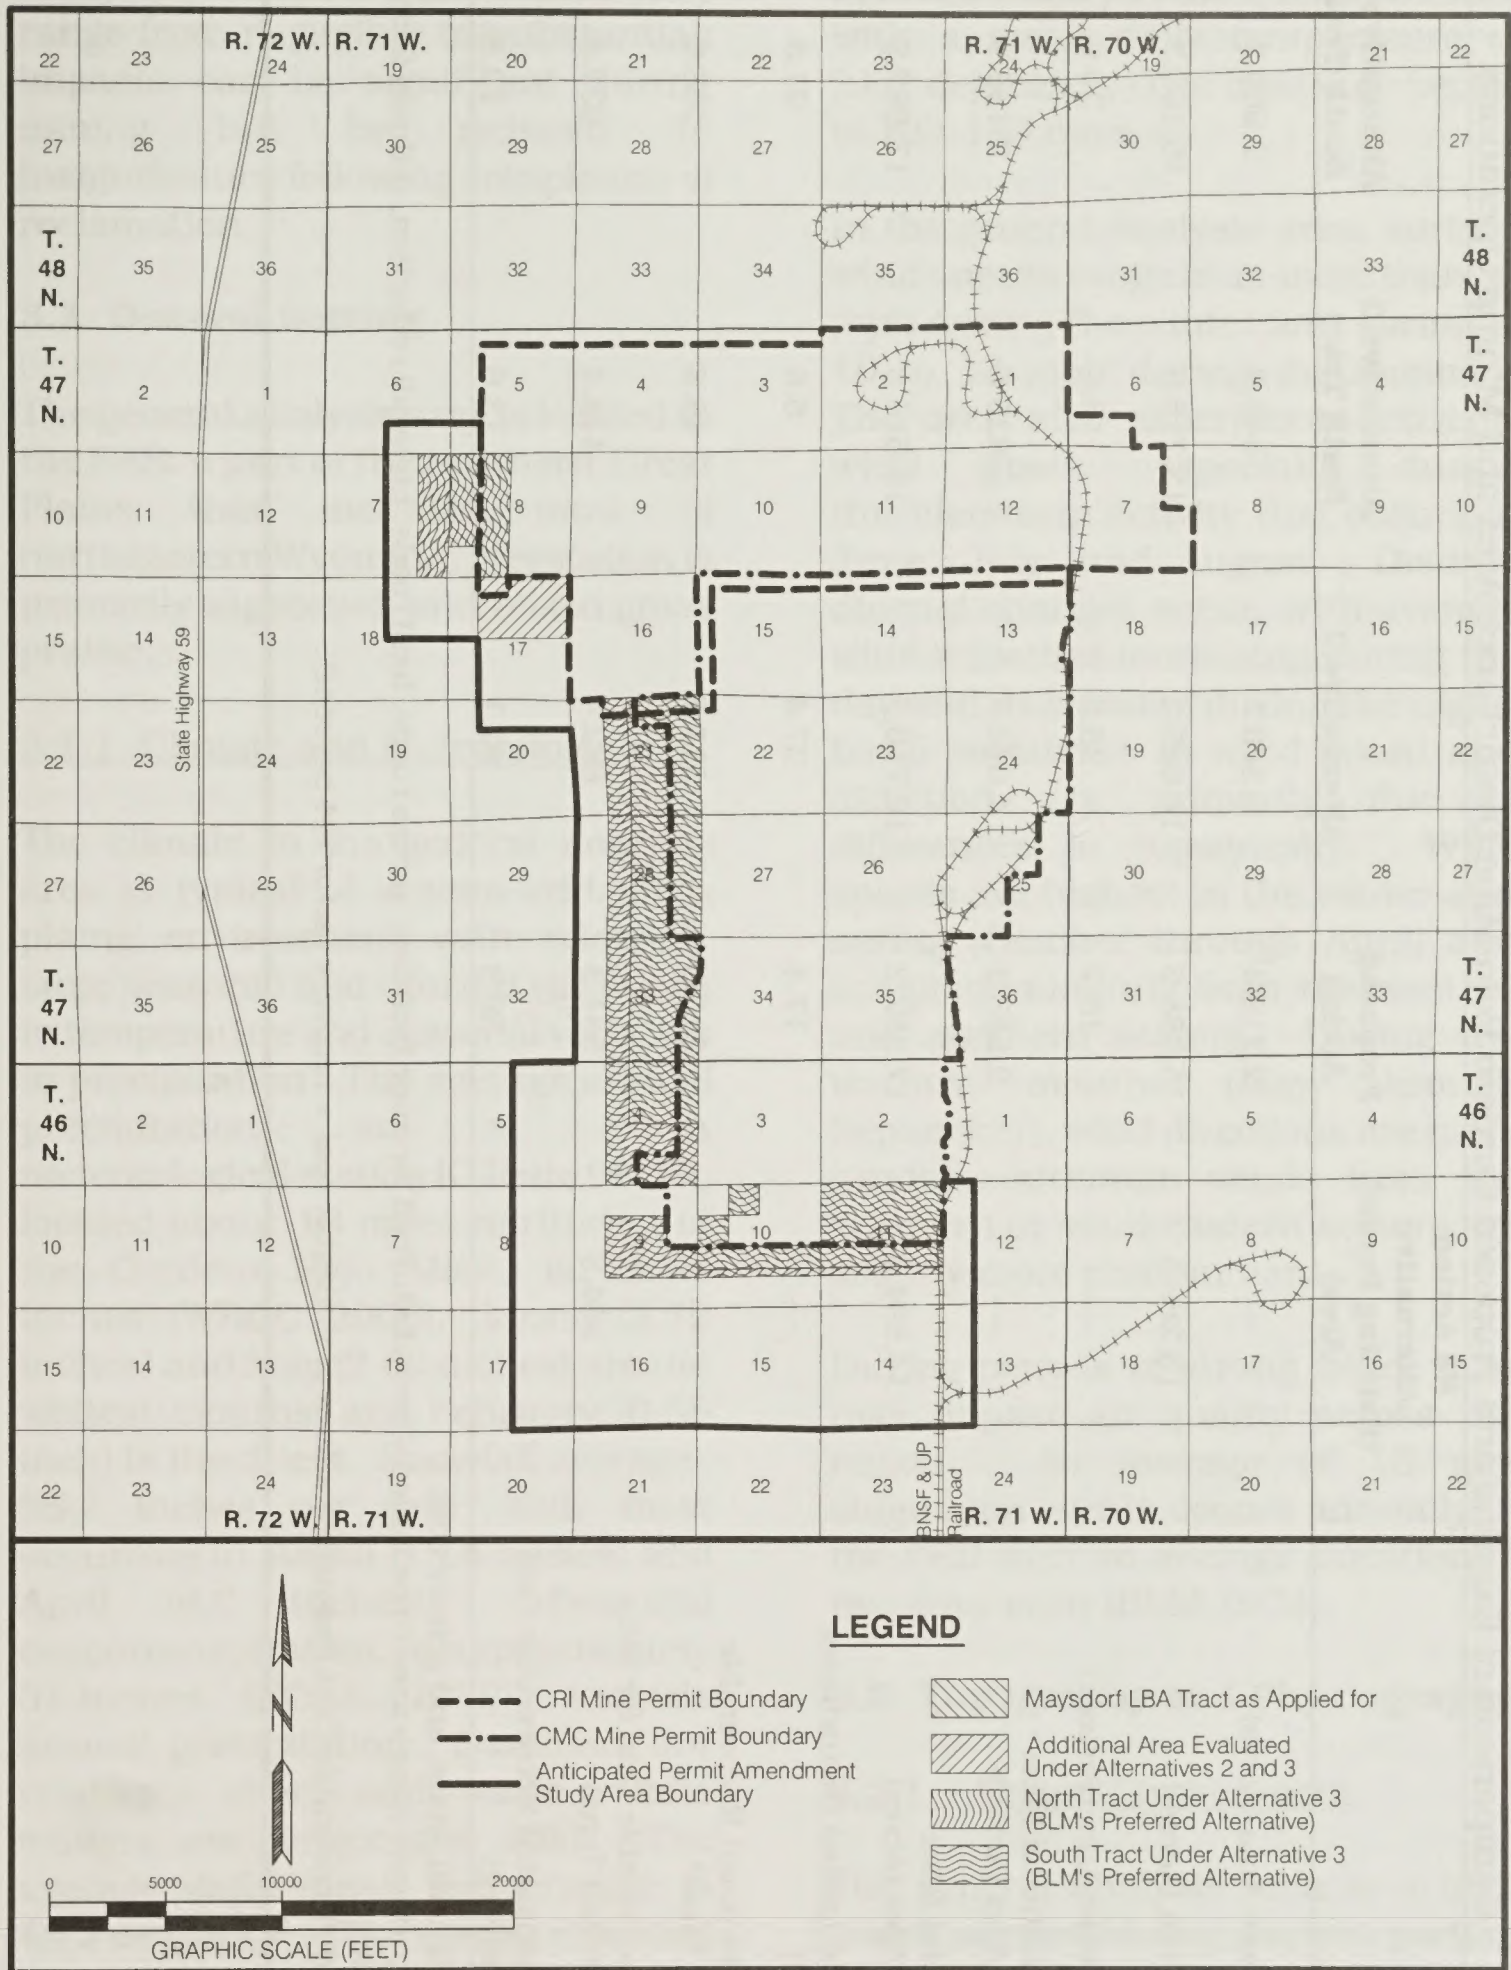 R. 72 W. R. 71 W. R. 71 W. R. 70 W.
22 23 24 19 20 21 22 23 24 19 20 21 22
27 26 25 30 29 28 27 26 25 30 29 28 27
T. 48 N. 35 36 31 32 33 34 35 36 31 32 33 T. 48 N.
T. 47 N. 2 1 6 5 4 3 2 1 6 5 4 T. 47 N.
10 11 12 7 8 9 10 11 12 7 8 9 10
15 14 13 18 17 16 15 14 13 18 17 16 15
State Highway 59
22 23 24 19 20 21 22 23 24 19 20 21 22
27 26 25 30 29 28 27 26 25 30 29 28 27
T. 47 N. 35 36 31 32 33 34 35 36 31 32 33 T. 47 N.
T. 46 N. 2 1 6 5 4 3 2 1 6 5 4 T. 46 N.
10 11 12 7 8 9 10 11 12 7 8 9 10
15 14 13 18 17 16 15 14 13 18 17 16 15
22 23 24 19 20 21 22 23 24 19 20 21 22
BNSF & UP
Railroad
R. 72 W. R. 71 W. R. 71 W. R. 70 W.
LEGEND
CRI Mine Permit Boundary
CMC Mine Permit Boundary
Anticipated Permit Amendment
Study Area Boundary
Maysdorf LBA Tract as Applied for
Additional Area Evaluated
Under Alternatives 2 and 3
North Tract Under Alternative 3
(BLM's Preferred Alternative)
South Tract Under Alternative 3
(BLM's Preferred Alternative)
N
0 5000 10000 20000
GRAPHIC SCALE (FEET)